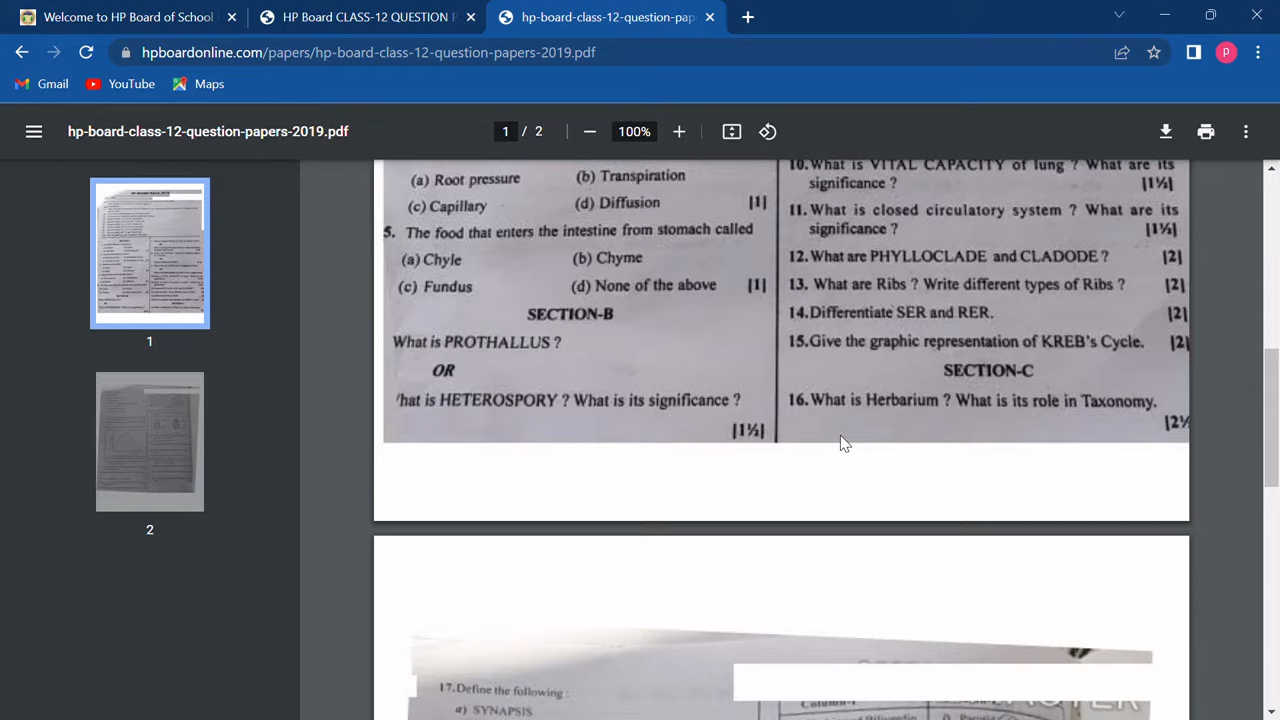 Welcome to HP Board of School
HP Board CLASS-12 QUESTION P
hp-board-class-12-question-pap
hpboardonline.com/papers/hp-board-class-12-question-papers-2019.pdf
P
Gmail
YouTube
Maps
hp-board-class-12-question-papers-2019.pdf
1 / 2
100%
1
2
(a) Root pressure (b) Transpiration
(c) Capillary (d) Diffusion [1]
5. The food that enters the intestine from stomach called
(a) Chyle (b) Chyme
(c) Fundus (d) None of the above [1]
SECTION-B
What is PROTHALLUS ?
OR
hat is HETEROSPORY ? What is its significance ?
[1½]
10. What is VITAL CAPACITY of lung ? What are its
significance ? [1½]
11. What is closed circulatory system ? What are its
significance ? [1½]
12. What are PHYLLOCLADE and CLADODE ? [2]
13. What are Ribs ? Write different types of Ribs ? [2]
14. Differentiate SER and RER. [2]
15. Give the graphic representation of KREB's Cycle. [2]
SECTION-C
16. What is Herbarium ? What is its role in Taxonomy.
[2½
17. Define the following :
a) SYNAPSIS
Column-I